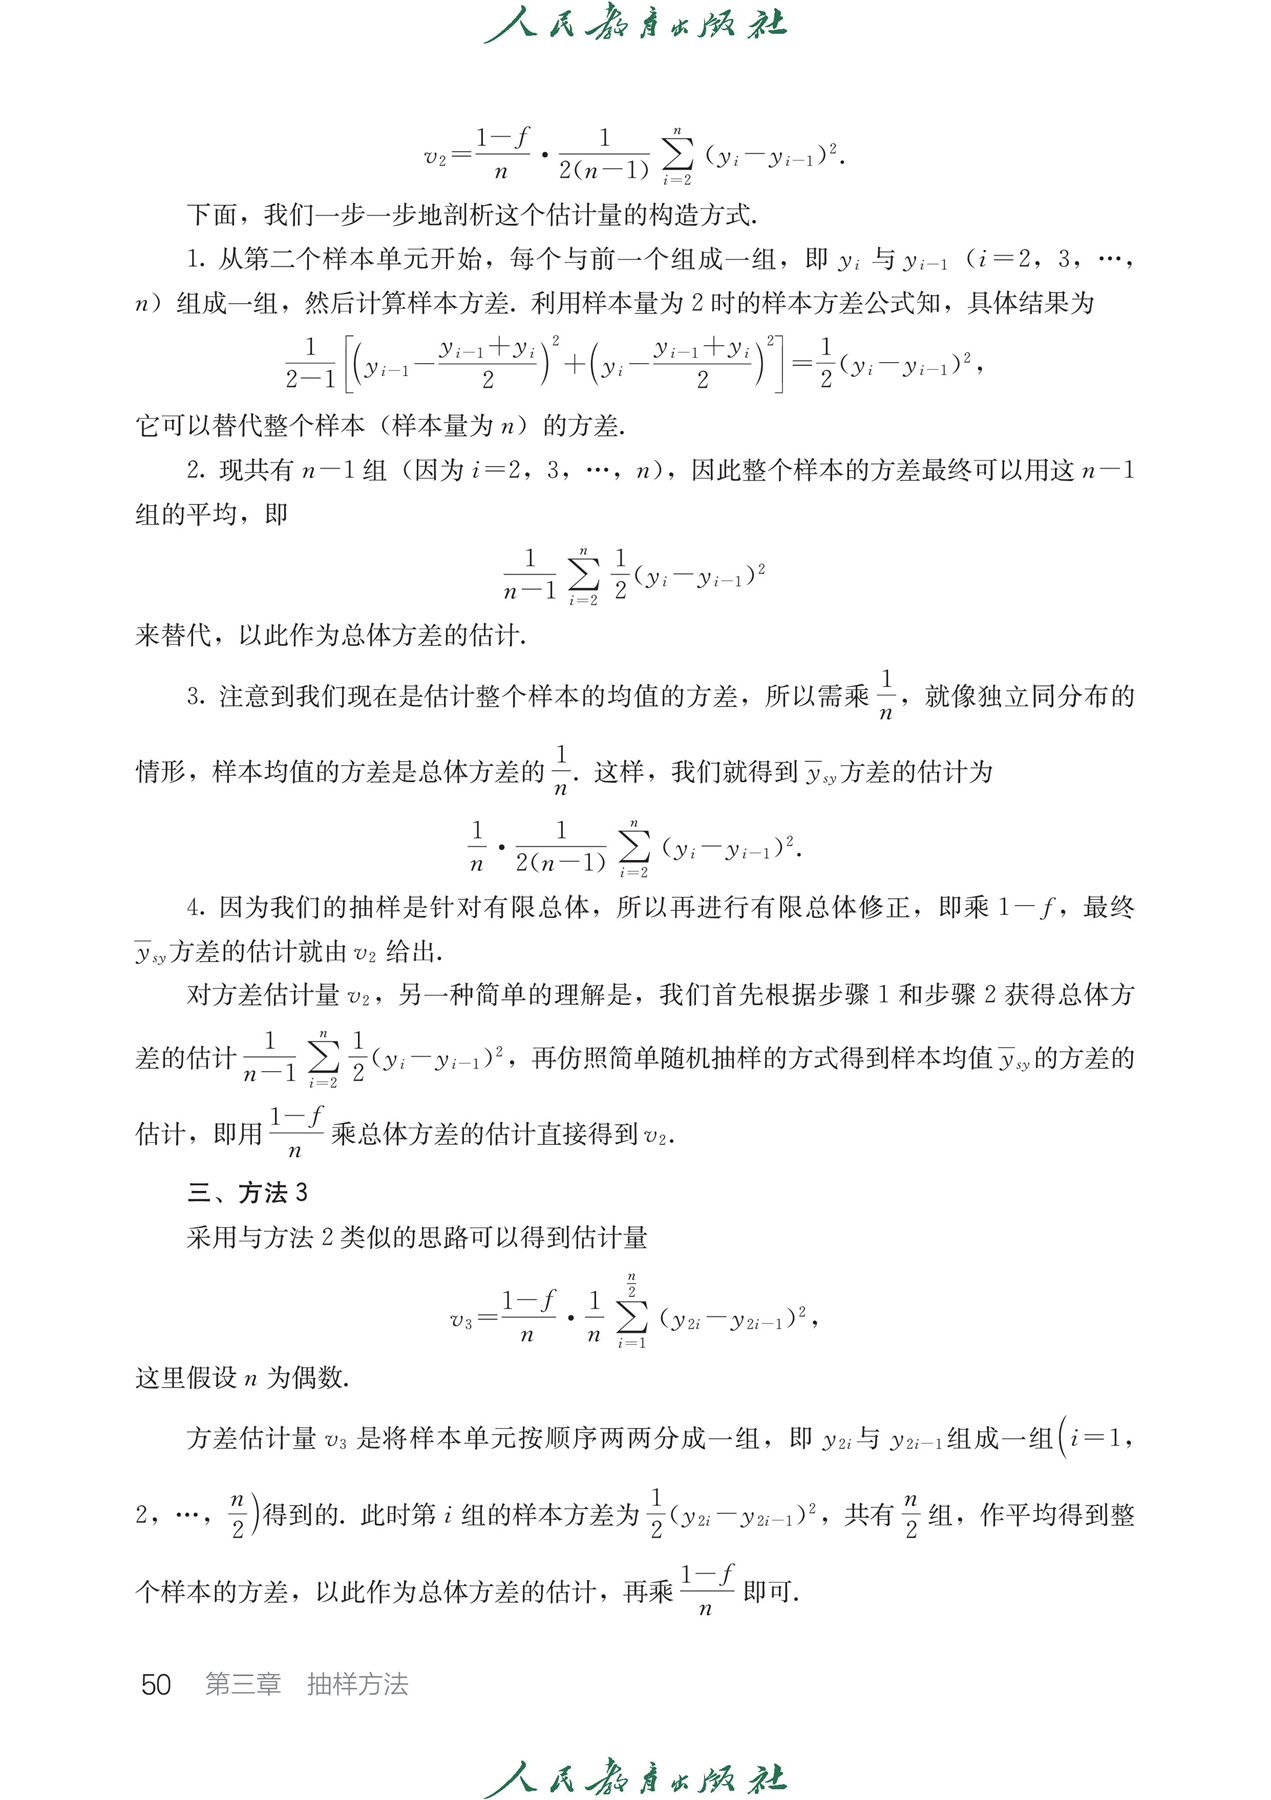 人民教育出版社
$v_2=\frac{1-f}{n}\cdot\frac{1}{2(n-1)}\sum_{i=2}^{n}(y_i-y_{i-1})^2.$
下面，我们一步一步地剖析这个估计量的构造方式.
1. 从第二个样本单元开始，每个与前一个组成一组，即 $y_i$ 与 $y_{i-1}$（$i=2，3，\cdots，$
$n$）组成一组，然后计算样本方差. 利用样本量为 2 时的样本方差公式知，具体结果为
$\frac{1}{2-1}\left[\left(y_{i-1}-\frac{y_{i-1}+y_i}{2}\right)^2+\left(y_i-\frac{y_{i-1}+y_i}{2}\right)^2\right]=\frac{1}{2}(y_i-y_{i-1})^2，$
它可以替代整个样本（样本量为 $n$）的方差.
2. 现共有 $n-1$ 组（因为 $i=2，3，\cdots，n$），因此整个样本的方差最终可以用这 $n-1$
组的平均，即
$\frac{1}{n-1}\sum_{i=2}^{n}\frac{1}{2}(y_i-y_{i-1})^2$
来替代，以此作为总体方差的估计.
3. 注意到我们现在是估计整个样本的均值的方差，所以需乘 $\frac{1}{n}$，就像独立同分布的
情形，样本均值的方差是总体方差的 $\frac{1}{n}$. 这样，我们就得到 $\overline{y}_{sy}$ 方差的估计为
$\frac{1}{n}\cdot\frac{1}{2(n-1)}\sum_{i=2}^{n}(y_i-y_{i-1})^2.$
4. 因为我们的抽样是针对有限总体，所以再进行有限总体修正，即乘 $1-f$，最终
$\overline{y}_{sy}$ 方差的估计就由 $v_2$ 给出.
对方差估计量 $v_2$，另一种简单的理解是，我们首先根据步骤 1 和步骤 2 获得总体方
差的估计 $\frac{1}{n-1}\sum_{i=2}^{n}\frac{1}{2}(y_i-y_{i-1})^2$，再仿照简单随机抽样的方式得到样本均值 $\overline{y}_{sy}$ 的方差的
估计，即用 $\frac{1-f}{n}$ 乘总体方差的估计直接得到 $v_2$.
三、方法 3
采用与方法 2 类似的思路可以得到估计量
$v_3=\frac{1-f}{n}\cdot\frac{1}{n}\sum_{i=1}^{\frac{n}{2}}(y_{2i}-y_{2i-1})^2，$
这里假设 $n$ 为偶数.
方差估计量 $v_3$ 是将样本单元按顺序两两分成一组，即 $y_{2i}$ 与 $y_{2i-1}$ 组成一组$\Big(i=1，$
$2，\cdots，\frac{n}{2}\Big)$得到的. 此时第 $i$ 组的样本方差为 $\frac{1}{2}(y_{2i}-y_{2i-1})^2$，共有 $\frac{n}{2}$ 组，作平均得到整
个样本的方差，以此作为总体方差的估计，再乘 $\frac{1-f}{n}$ 即可.
50 第三章 抽样方法
人民教育出版社